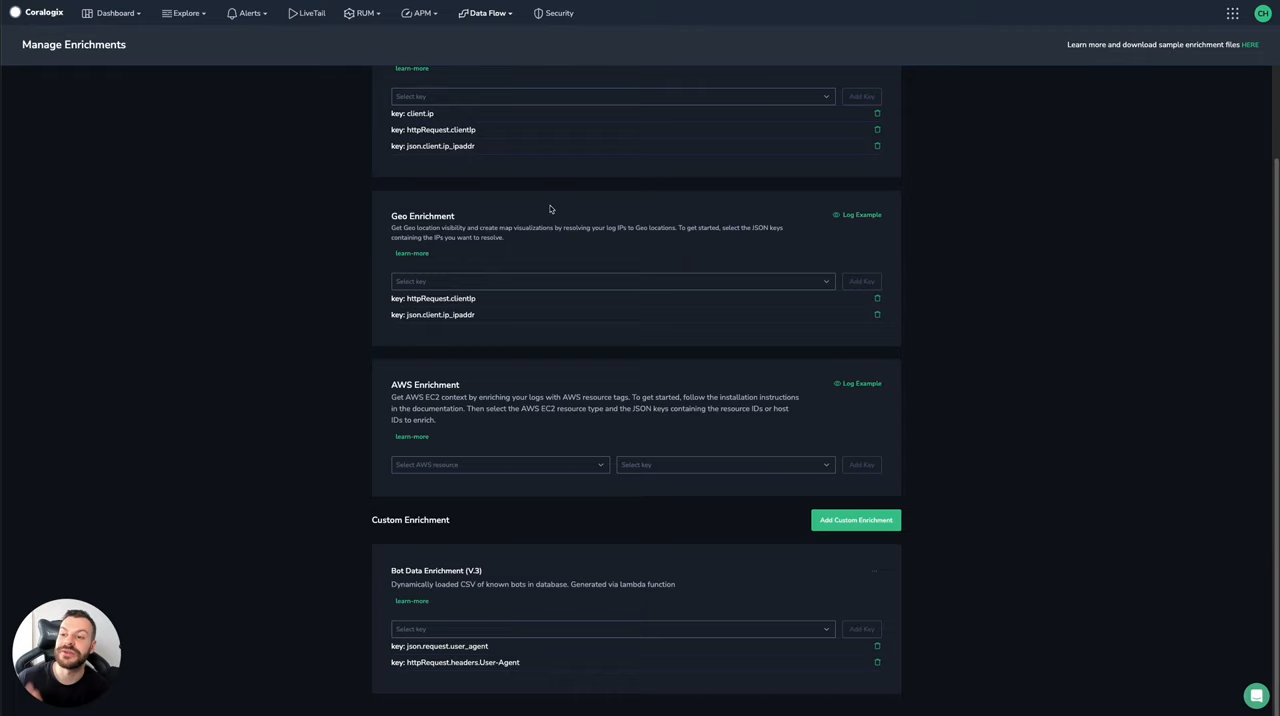 Coralogix
Dashboard
Explore
Alerts
LiveTail
RUM
APM
Data Flow
Security
CH
Manage Enrichments
Learn more and download sample enrichment files HERE
learn-more
Select key
Add Key
key: client.ip
key: httpRequest.clientIp
key: json.client.ip_ipaddr
Geo Enrichment
Log Example
Get Geo location visibility and create map visualizations by resolving your log IPs to Geo locations. To get started, select the JSON keys
containing the IPs you want to resolve.
learn-more
Select key
Add Key
key: httpRequest.clientIp
key: json.client.ip_ipaddr
AWS Enrichment
Log Example
Get AWS EC2 context by enriching your logs with AWS resource tags. To get started, follow the installation instructions
in the documentation. Then select the AWS EC2 resource type and the JSON keys containing the resource IDs or host
IDs to enrich.
learn-more
Select AWS resource
Select key
Add Key
Custom Enrichment
Add Custom Enrichment
Bot Data Enrichment (V.3)
Dynamically loaded CSV of known bots in database. Generated via lambda function
learn-more
Select key
Add Key
key: json.request.user_agent
key: httpRequest.headers.User-Agent